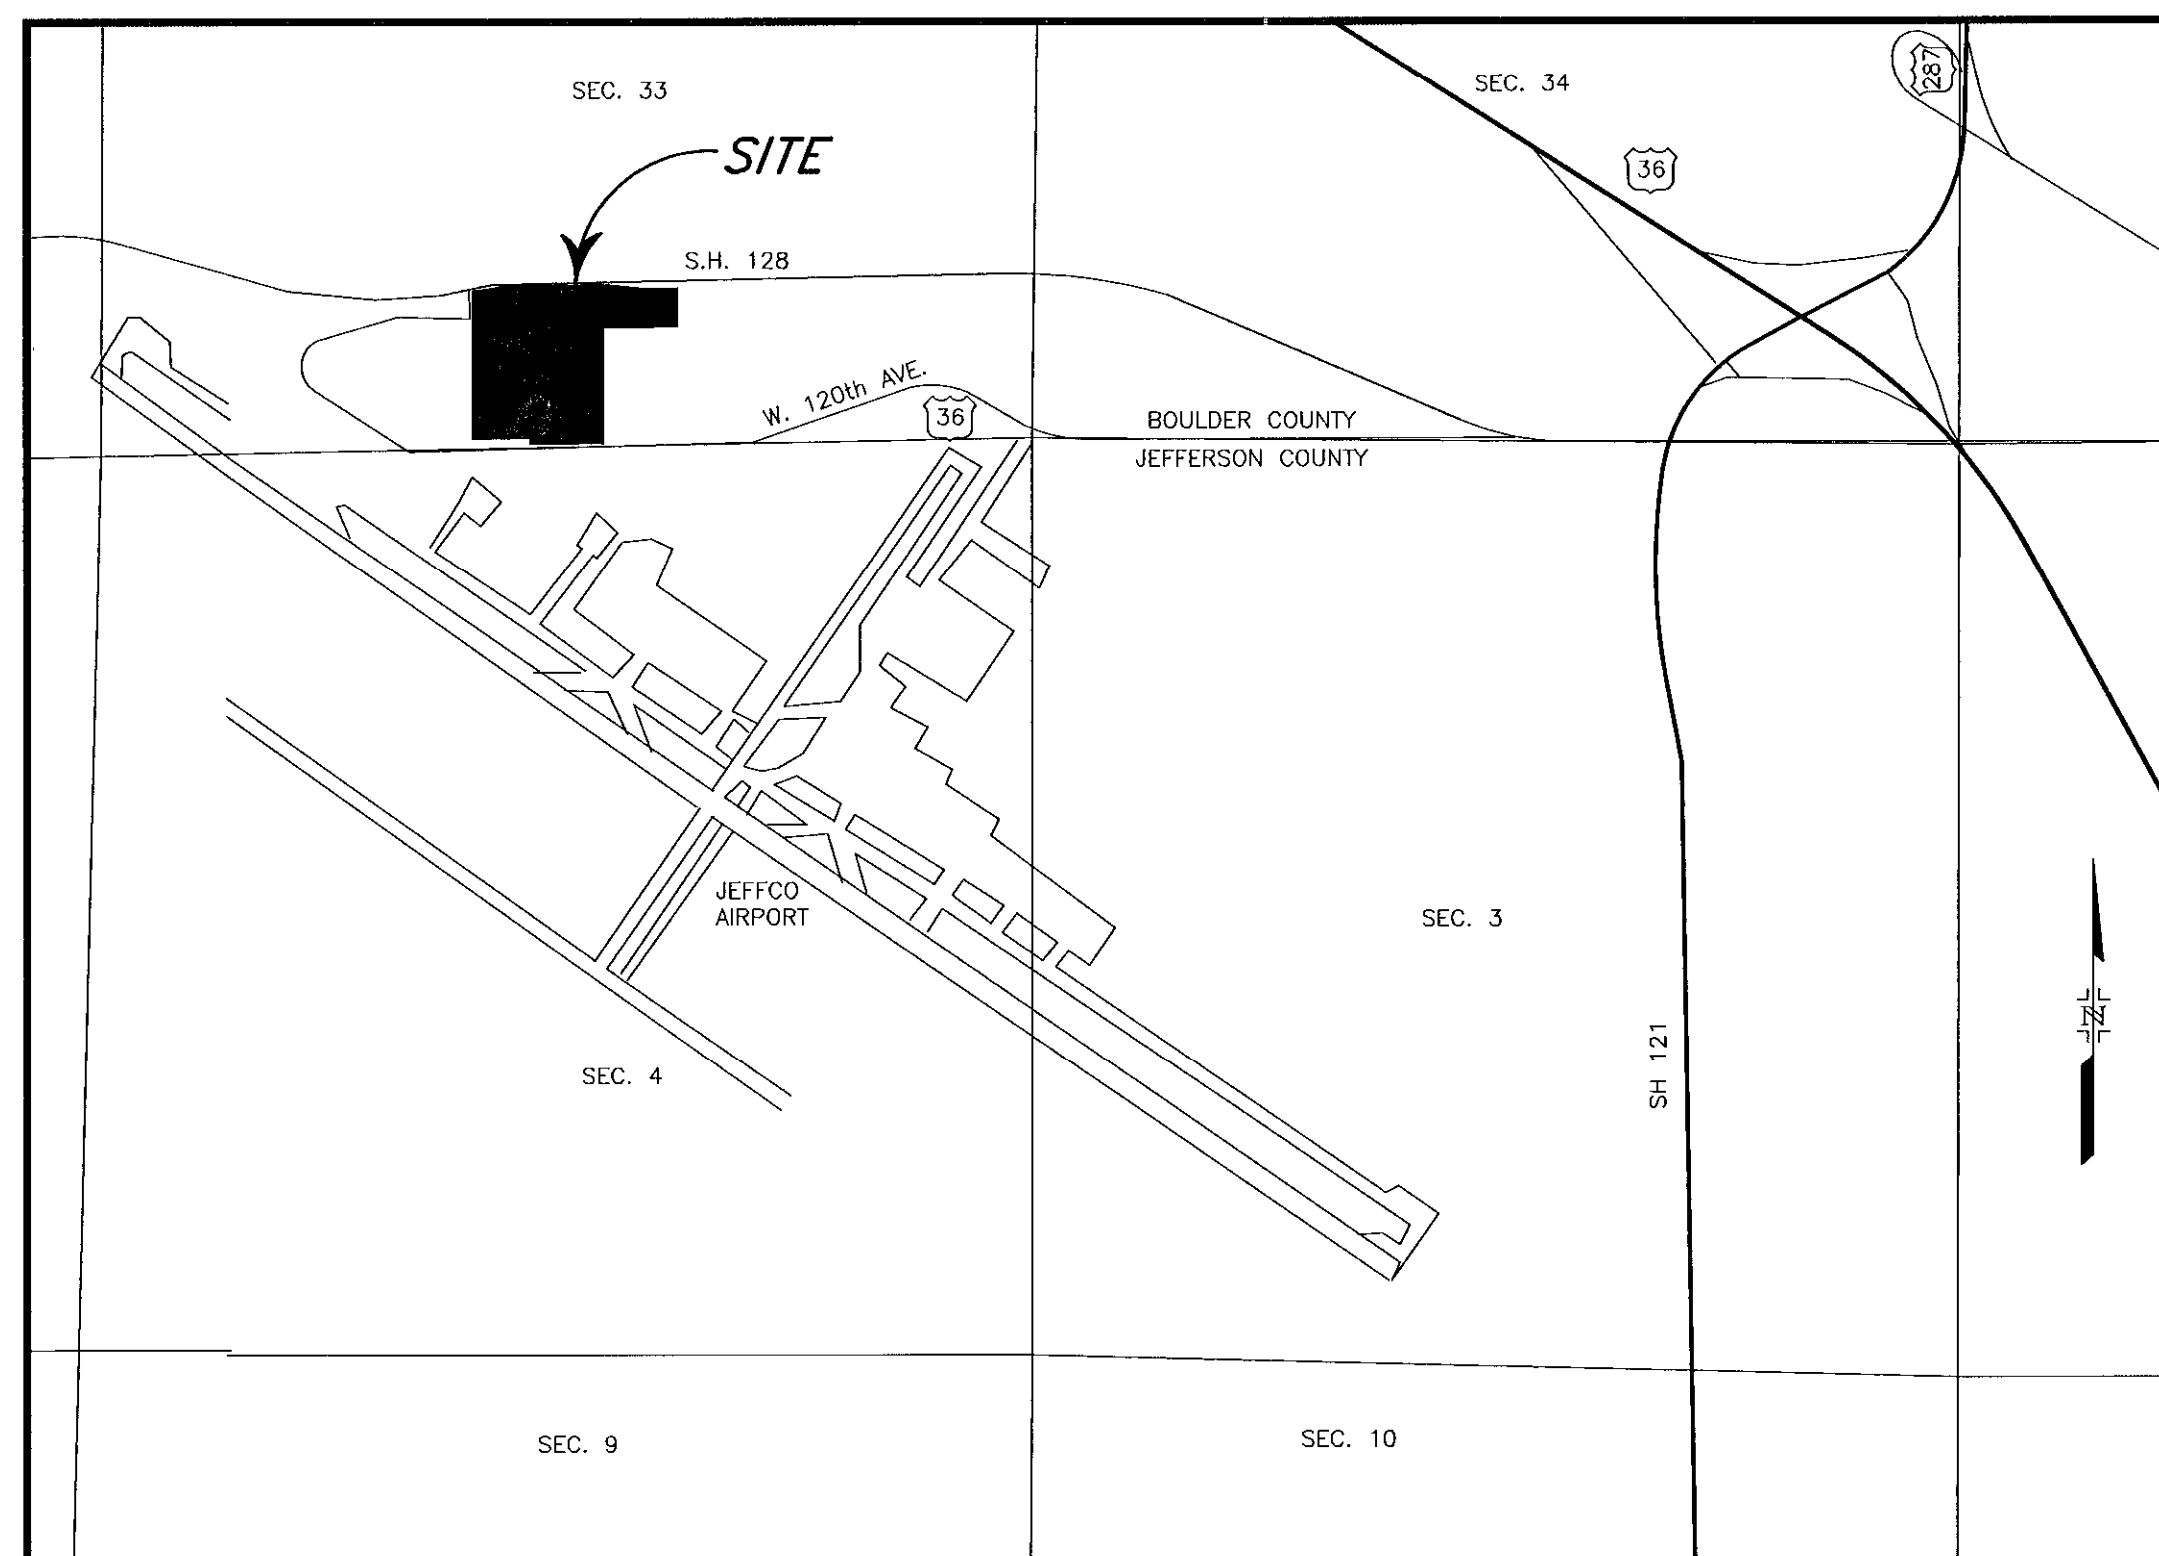 SEC. 33
SEC. 34
287
SITE
36
S.H. 128
W. 120th AVE.
36
BOULDER COUNTY
JEFFERSON COUNTY
JEFFCO
AIRPORT
SEC. 3
N
SEC. 4
SH 121
SEC. 9
SEC. 10